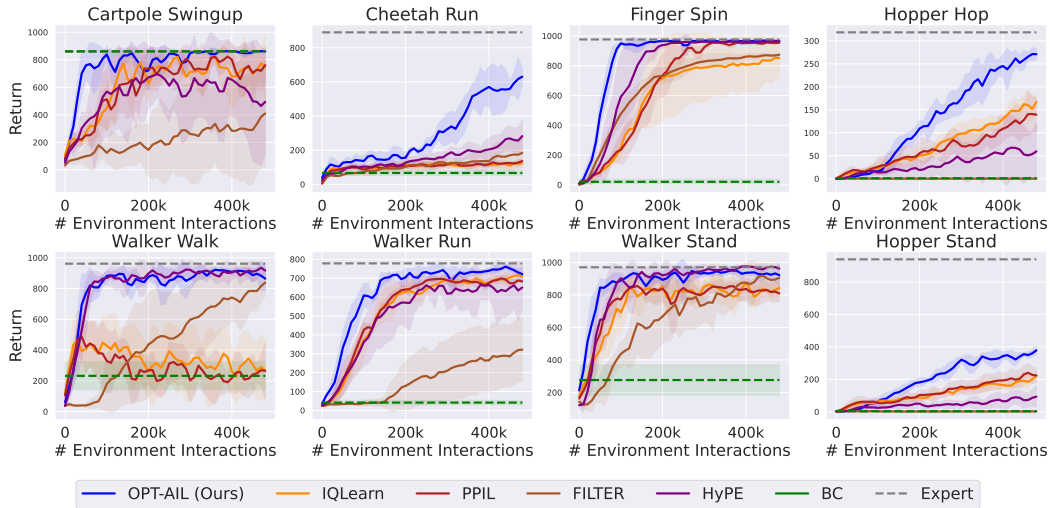 Cartpole Swingup
Cheetah Run
Finger Spin
Hopper Hop
Return
1000
800
600
400
200
0
800
600
400
200
0
1000
800
600
400
200
0
300
250
200
150
100
50
0
0 200k 400k
0 200k 400k
0 200k 400k
0 200k 400k
# Environment Interactions
# Environment Interactions
# Environment Interactions
# Environment Interactions
Walker Walk
Walker Run
Walker Stand
Hopper Stand
Return
1000
800
600
400
200
0
800
700
600
500
400
300
200
100
0
1000
800
600
400
200
800
600
400
200
0
0 200k 400k
0 200k 400k
0 200k 400k
0 200k 400k
# Environment Interactions
# Environment Interactions
# Environment Interactions
# Environment Interactions
OPT-AIL (Ours) IQLearn PPIL FILTER HyPE BC Expert